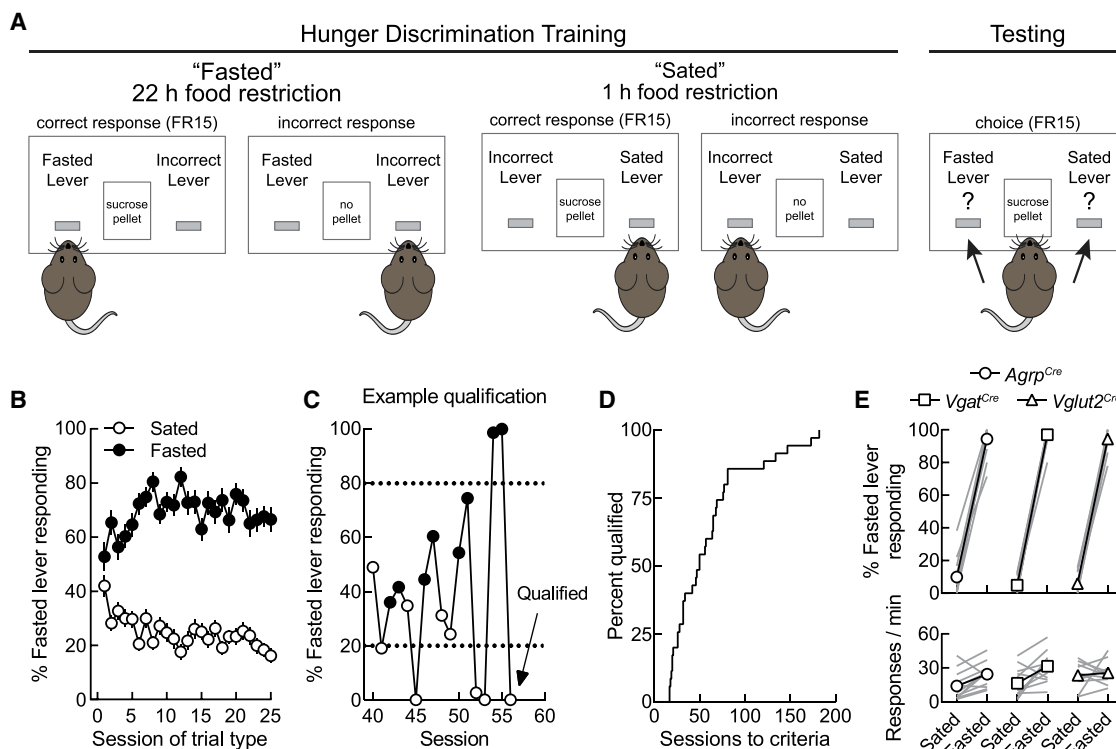 A
Hunger Discrimination Training
Testing
“Fasted”
22 h food restriction
“Sated”
1 h food restriction
correct response (FR15)
incorrect response
correct response (FR15)
incorrect response
choice (FR15)
Fasted Lever
Incorrect Lever
sucrose pellet
Fasted Lever
Incorrect Lever
no pellet
Incorrect Lever
Sated Lever
sucrose pellet
Incorrect Lever
Sated Lever
no pellet
Fasted Lever
?
Sated Lever
?
sucrose pellet
B
Sated
Fasted
% Fasted lever responding
100
80
60
40
20
0
0 5 10 15 20 25
Session of trial type
C
Example qualification
% Fasted lever responding
100
80
60
40
20
0
Qualified
40 45 50 55 60
Session
D
Percent qualified
100
75
50
25
0
0 50 100 150 200
Sessions to criteria
E
AgrpCre
VgatCre
Vglut2Cre
% Fasted lever
responding
100
80
60
40
20
0
Responses / min
60
30
0
Sated Fasted Sated Fasted Sated Fasted